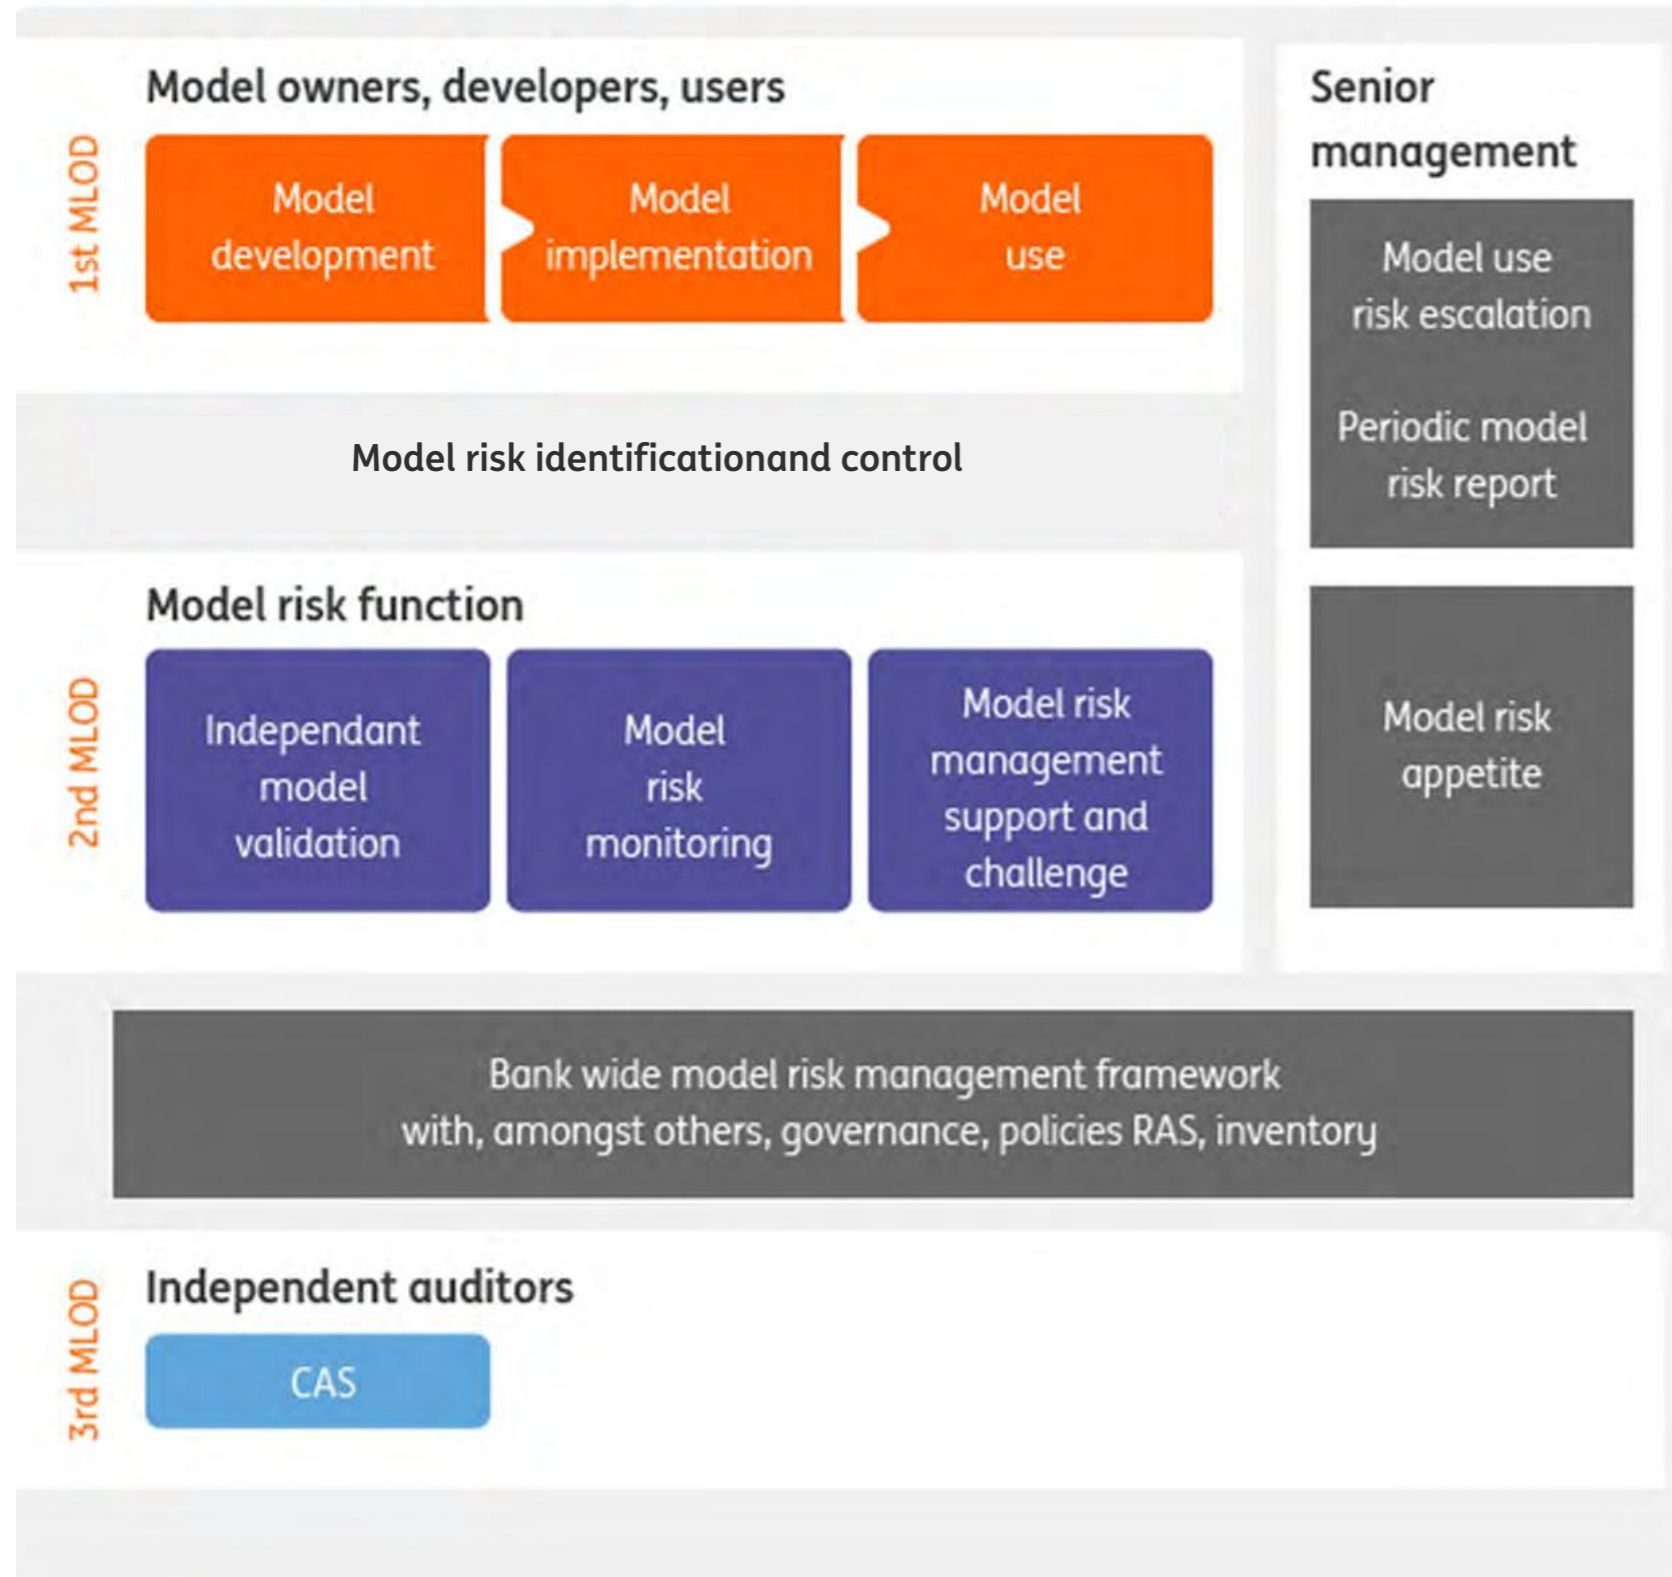 Model owners, developers, users
1st MLOD
Model
development
Model
implementation
Model
use
Senior
management
Model use
risk escalation
Periodic model
risk report
Model risk
appetite
Model risk identificationand control
Model risk function
2nd MLOD
Independant
model
validation
Model
risk
monitoring
Model risk
management
support and
challenge
Bank wide model risk management framework
with, amongst others, governance, policies RAS, inventory
Independent auditors
3rd MLOD
CAS